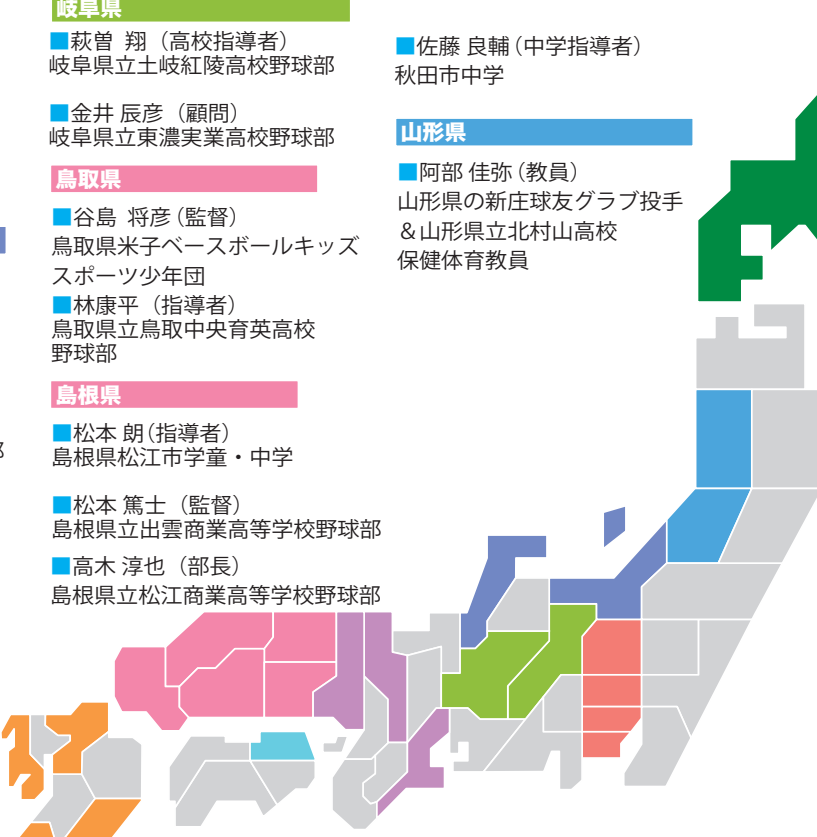 岐阜県
■萩曽 翔（高校指導者）
岐阜県立土岐紅陵高校野球部
■金井 辰彦（顧問）
岐阜県立東濃実業高校野球部
鳥取県
■谷島 将彦（監督）
鳥取県米子ベースボールキッズ
スポーツ少年団
■林康平（指導者）
鳥取県立鳥取中央育英高校
野球部
島根県
■松本 朗（指導者）
島根県松江市学童・中学
■松本 篤士（監督）
島根県立出雲商業高等学校野球部
■高木 淳也（部長）
島根県立松江商業高等学校野球部
■佐藤 良輔（中学指導者）
秋田市中学
山形県
■阿部 佳弥（教員）
山形県の新庄球友グラブ投手
＆山形県立北村山高校
保健体育教員